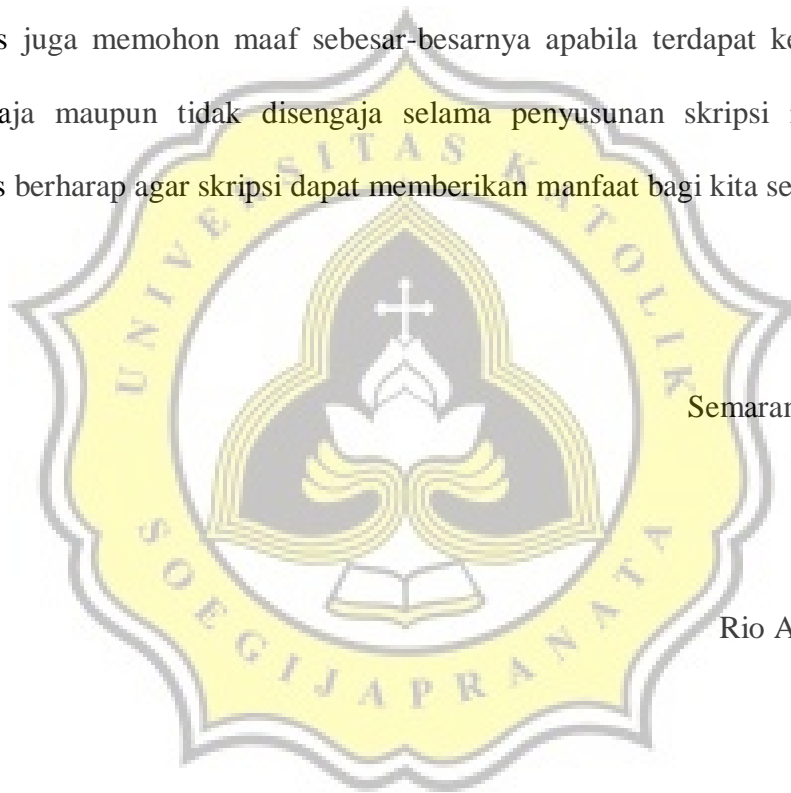 s juga memohon maaf sebesar-besarnya apabila terdapat ke
aja maupun tidak disengaja selama penyusunan skripsi
s berharap agar skripsi dapat memberikan manfaat bagi kita se
UNIVERSITAS KATOLIK
Semaran
SOEGIJAPRANATA
Rio A